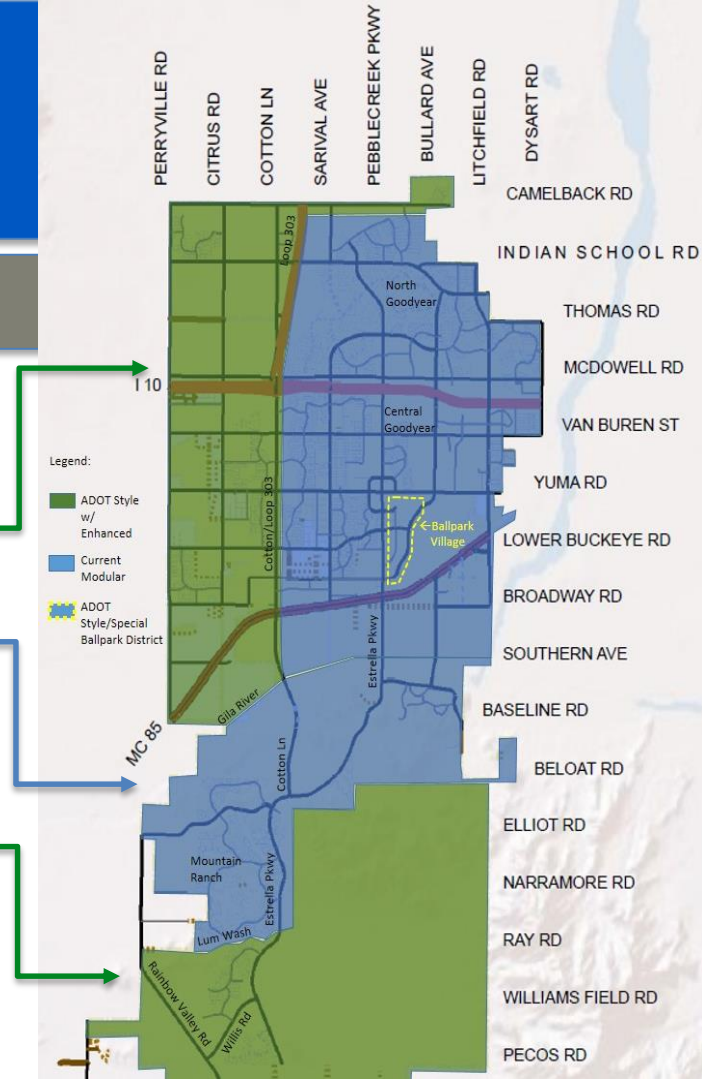 PERRYVILLE RD
CITRUS RD
COTTON LN
SARIVAL AVE
PEBBLECREEK PKWY
BULLARD AVE
LITCHFIELD RD
DYSART RD
CAMELBACK RD
INDIAN SCHOOL RD
THOMAS RD
MCDOWELL RD
VAN BUREN ST
YUMA RD
LOWER BUCKEYE RD
BROADWAY RD
SOUTHERN AVE
BASELINE RD
BELOAT RD
ELLIOT RD
NARRAMORE RD
RAY RD
WILLIAMS FIELD RD
PECOS RD
Loop 303
North
Goodyear
I 10
Central
Goodyear
Legend:
ADOT Style
w/
Enhanced
Current
Modular
ADOT
Style/Special
Ballpark District
Cotton/Loop 303
←Ballpark
Village
Estrella Pkwy
Gila River
MC 85
Cotton Ln
Mountain
Ranch
Estrella Pkwy
Lum Wash
Rainbow Valley Rd
Willis Rd